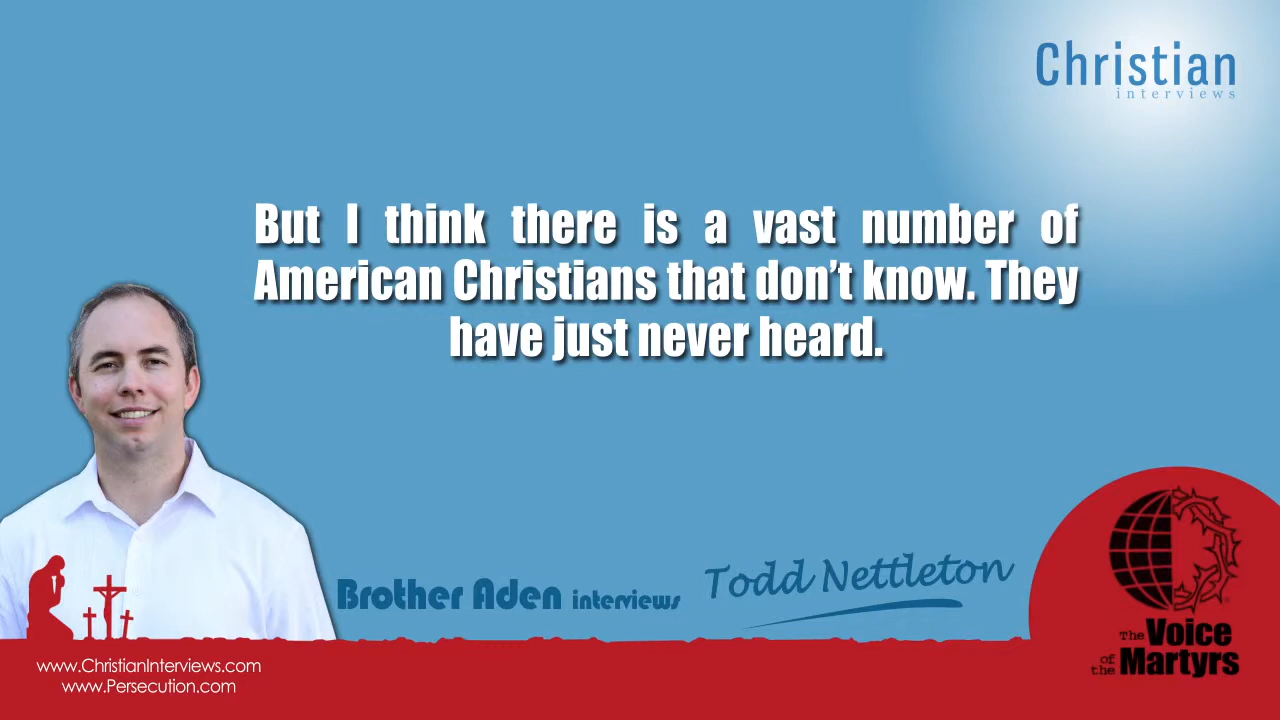 Christian
interviews
But I think there is a vast number of
American Christians that don't know. They
have just never heard.
Brother Aden interviews
Todd Nettleton
The Voice
of the Martyrs
www.ChristianInterviews.com
www.Persecution.com